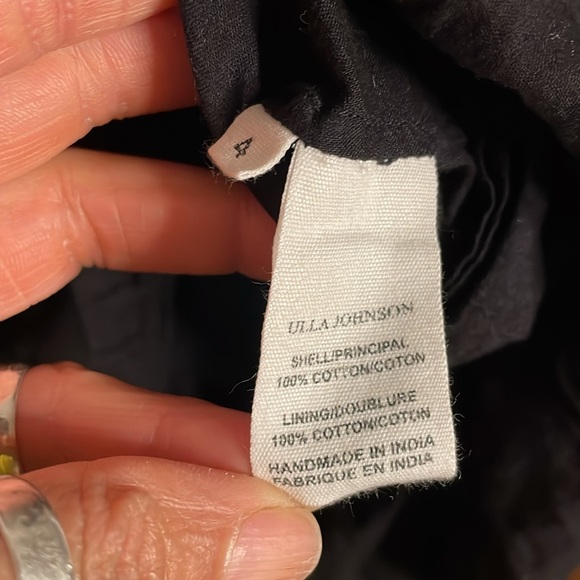 4
ULLA JOHNSON
SHELL/PRINCIPAL
100% COTTON/COTON
LINING/DOUBLURE
100% COTTON/COTON
HANDMADE IN INDIA
FABRIQUE EN INDIA